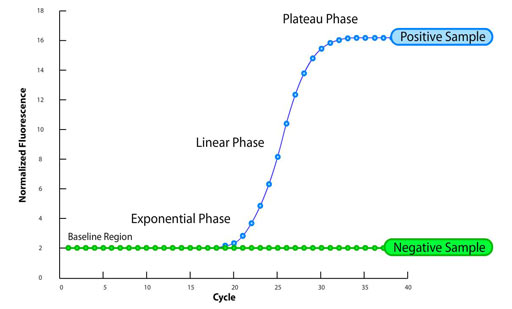 Plateau Phase
18
Positive Sample
16
14
12
Normalized Fluorescence
10
Linear Phase
8
6
Exponential Phase
4
Baseline Region
2
Negative Sample
0
0 5 10 15 20 25 30 35 40
Cycle